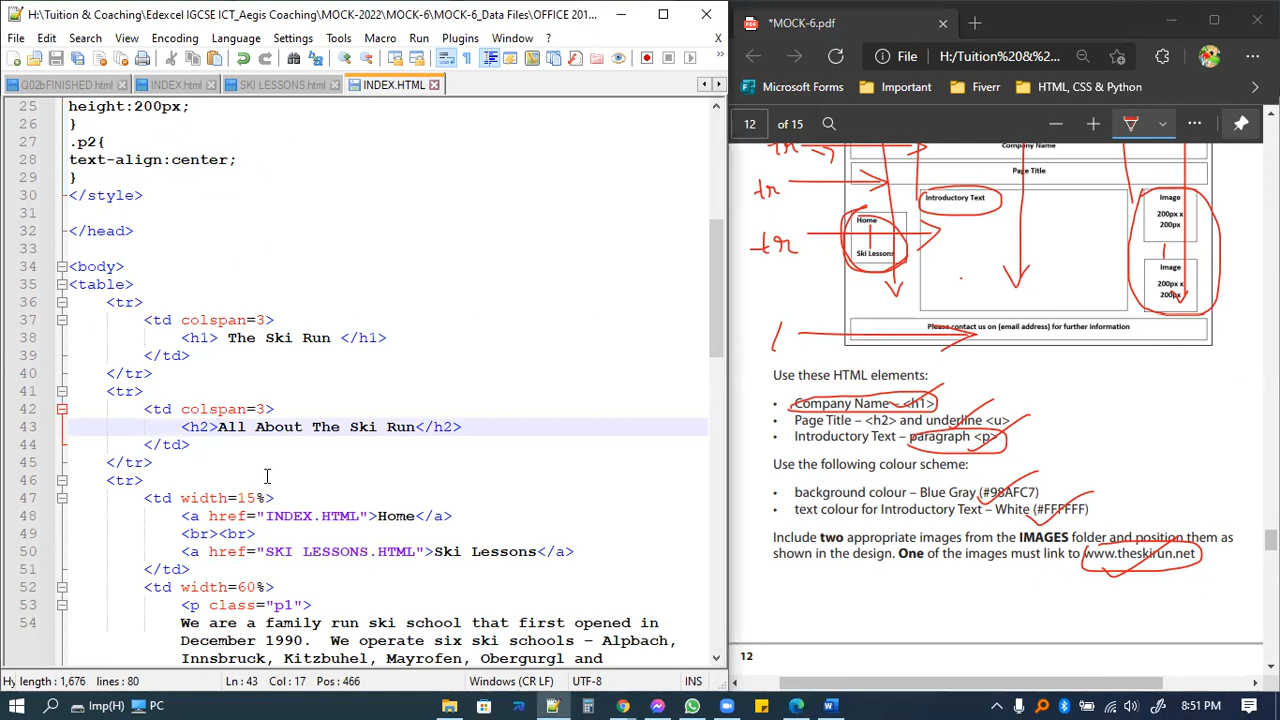 H:\Tuition & Coaching\Edexcel IGCSE ICT_Aegis Coaching\MOCK-2022\MOCK-6\MOCK-6_Data Files\OFFICE 201...
File Edit Search View Encoding Language Settings Tools Macro Run Plugins Window ? X
Q02bFINISHED.html INDEX.html SKI LESSONS.html INDEX.HTML
25 height:200px;
26 }
27 .p2{
28 text-align:center;
29 }
30 </style>
31
32 </head>
33
34 <body>
35 <table>
36 <tr>
37 <td colspan=3>
38 <h1> The Ski Run </h1>
39 </td>
40 </tr>
41 <tr>
42 <td colspan=3>
43 <h2>All About The Ski Run</h2>
44 </td>
45 </tr>
46 <tr>
47 <td width=15%>
48 <a href="INDEX.HTML">Home</a>
49 <br><br>
50 <a href="SKI LESSONS.HTML">Ski Lessons</a>
51 </td>
52 <td width=60%>
53 <p class="p1">
54 We are a family run ski school that first opened in
December 1990. We operate six ski schools – Alpbach,
Innsbruck, Kitzbuhel, Mayrofen, Obergurgl and
Hy length : 1,676 lines : 80 Ln : 43 Col : 17 Pos : 466 Windows (CR LF) UTF-8 INS
*MOCK-6.pdf
File H:/Tuition%20&%2...
Microsoft Forms Important Fiverr HTML, CSS & Python
12 of 15
tr
Company Name
Page Title
tr
Introductory Text
Image
200px x
200px
Home
tr
Ski Lessons
Image
200px x
200px
Please contact us on (email address) for further information
Use these HTML elements:
• Company Name – <h1>
• Page Title – <h2> and underline <u>
• Introductory Text – paragraph <p>
Use the following colour scheme:
• background colour – Blue Gray (#98AFC7)
• text colour for Introductory Text – White (#FFFFFF)
Include two appropriate images from the IMAGES folder and position them as
shown in the design. One of the images must link to www.theskirun.net
12
Imp(H) PC 8:51 PM